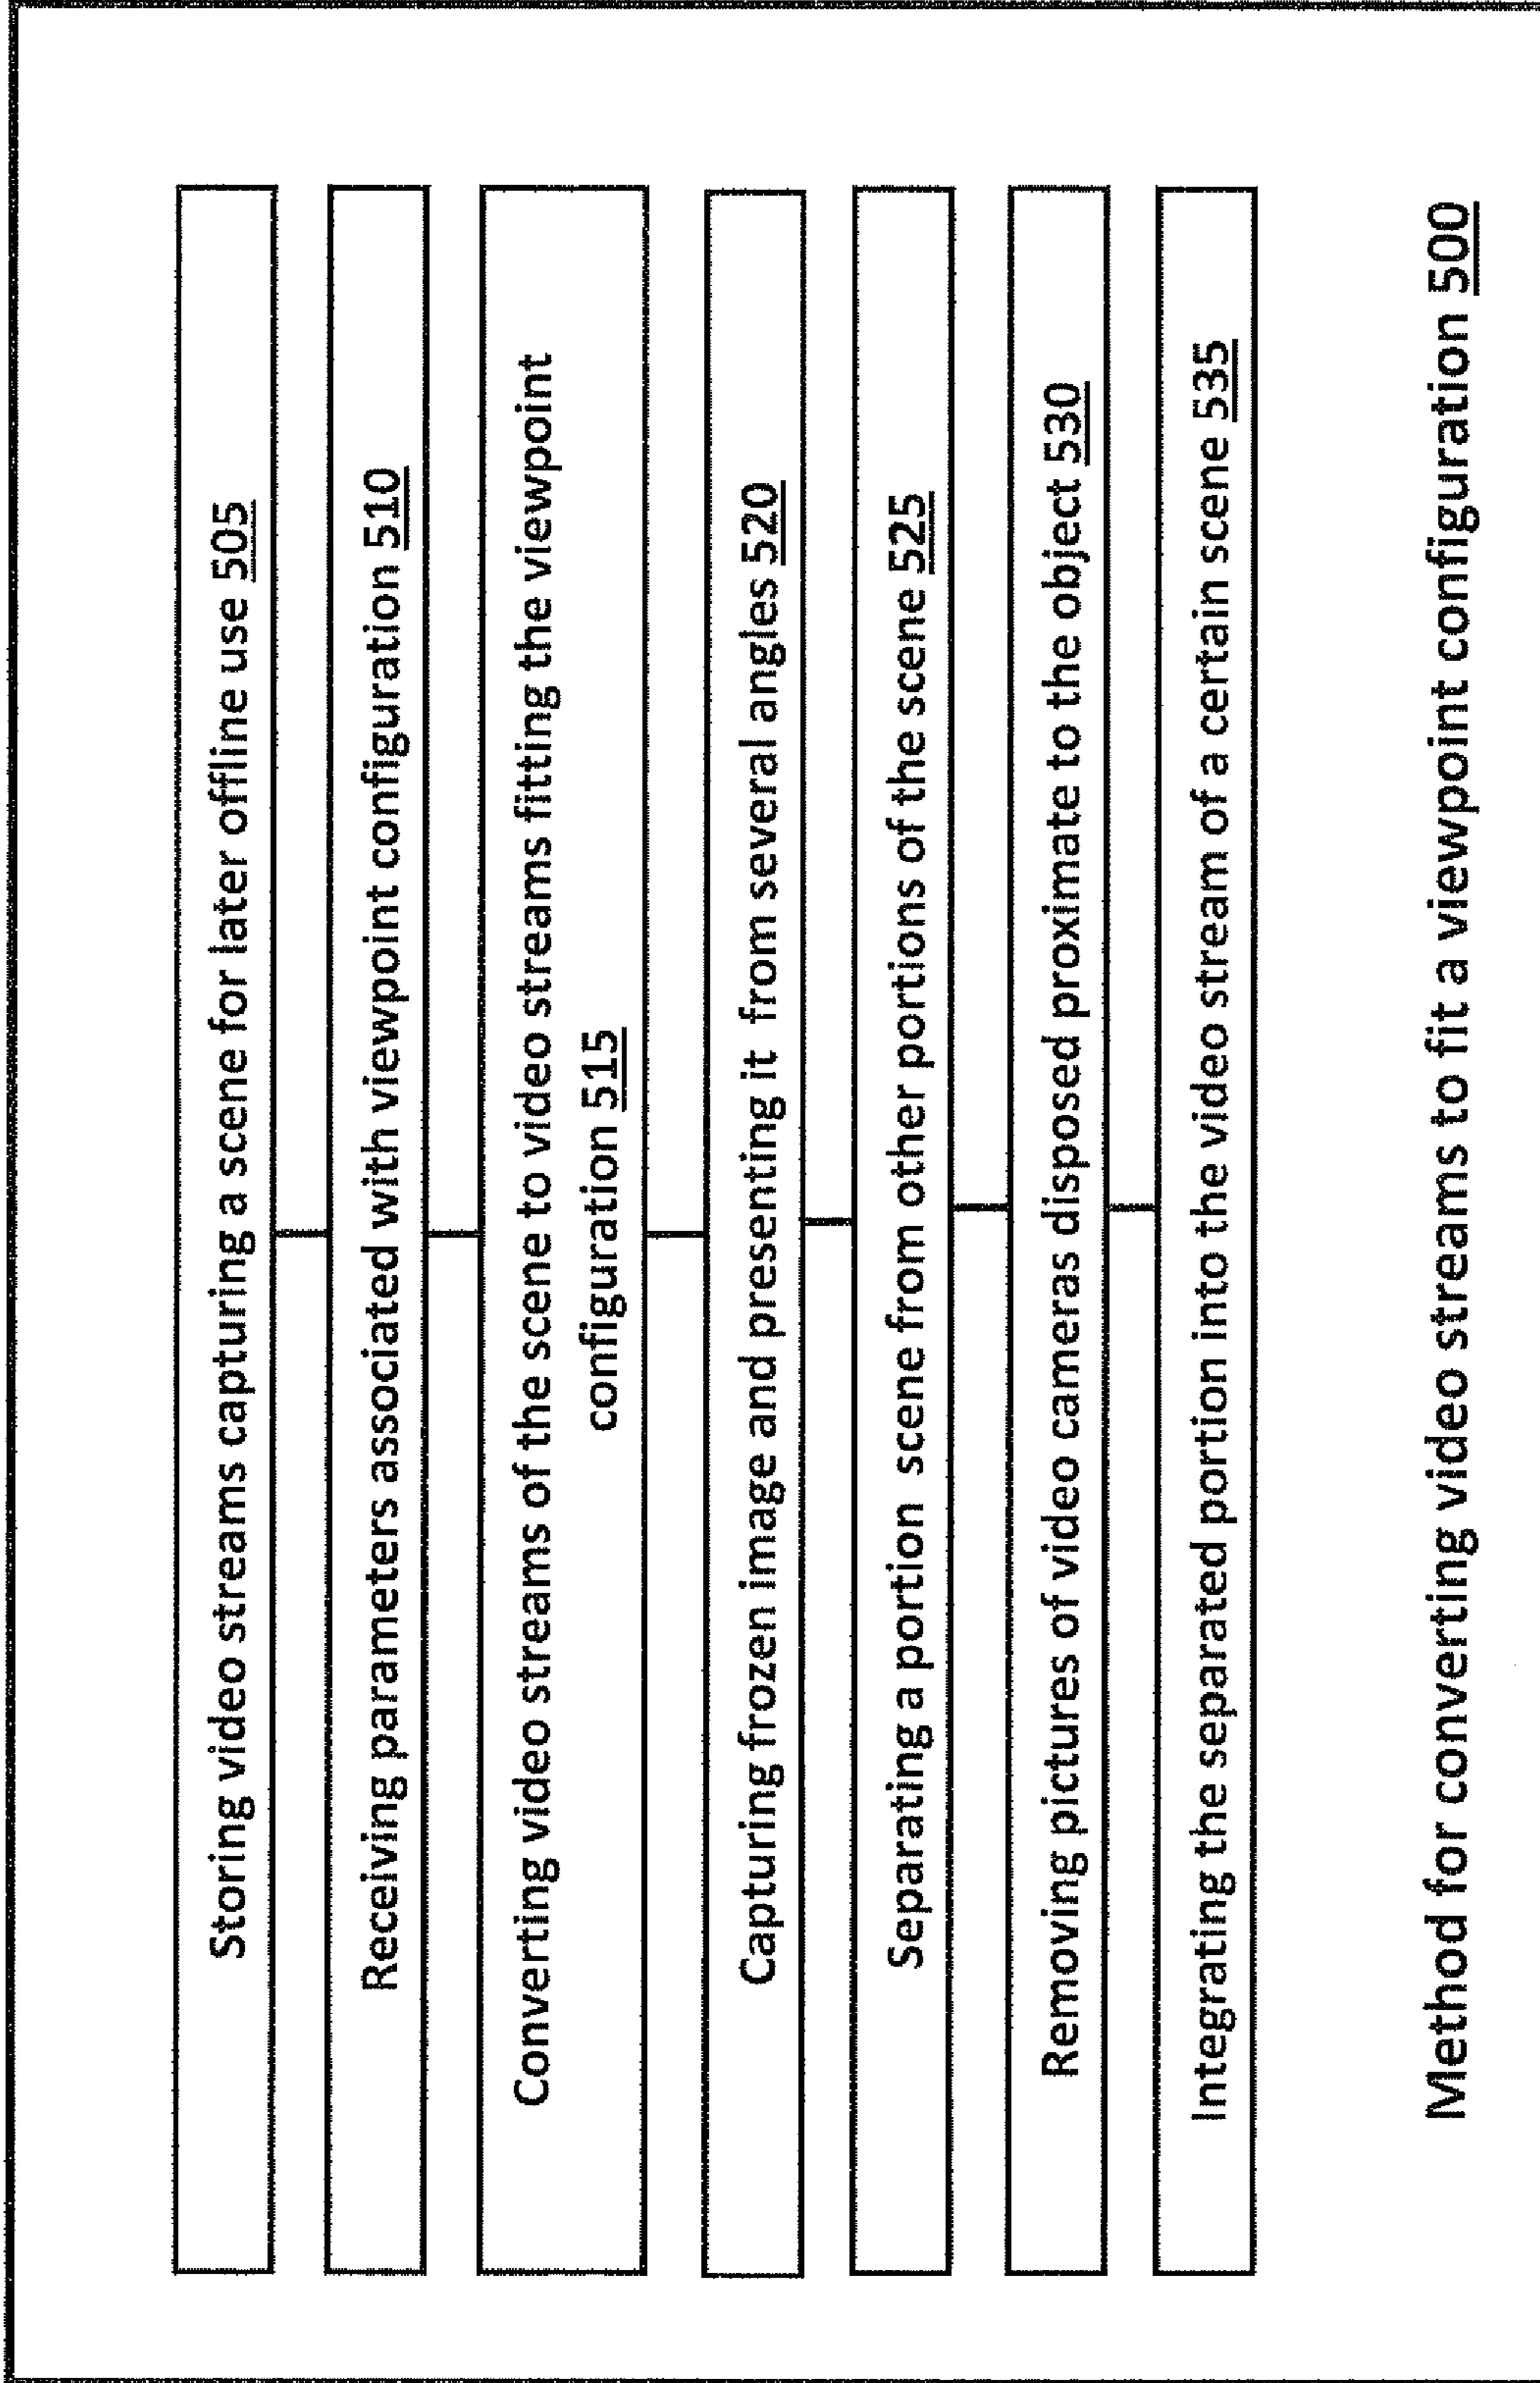 Storing video streams capturing a scene for later offline use 505
Receiving parameters associated with viewpoint configuration 510
Converting video streams of the scene to video streams fitting the viewpoint
configuration 515
Capturing frozen image and presenting it from several angles 520
Separating a portion scene from other portions of the scene 525
Removing pictures of video cameras disposed proximate to the object 530
Integrating the separated portion into the video stream of a certain scene 535
Method for converting video streams to fit a viewpoint configuration 500